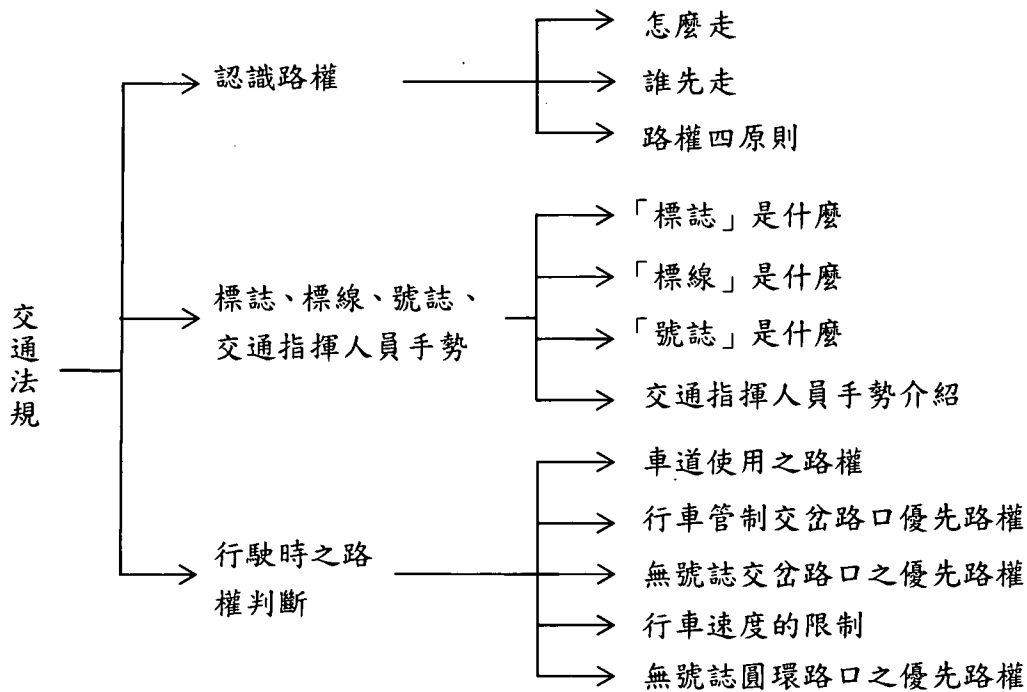 交通法規
認識路權
怎麼走
誰先走
路權四原則
標誌、標線、號誌、
交通指揮人員手勢
「標誌」是什麼
「標線」是什麼
「號誌」是什麼
交通指揮人員手勢介紹
行駛時之路
權判斷
車道使用之路權
行車管制交岔路口優先路權
無號誌交岔路口之優先路權
行車速度的限制
無號誌圓環路口之優先路權